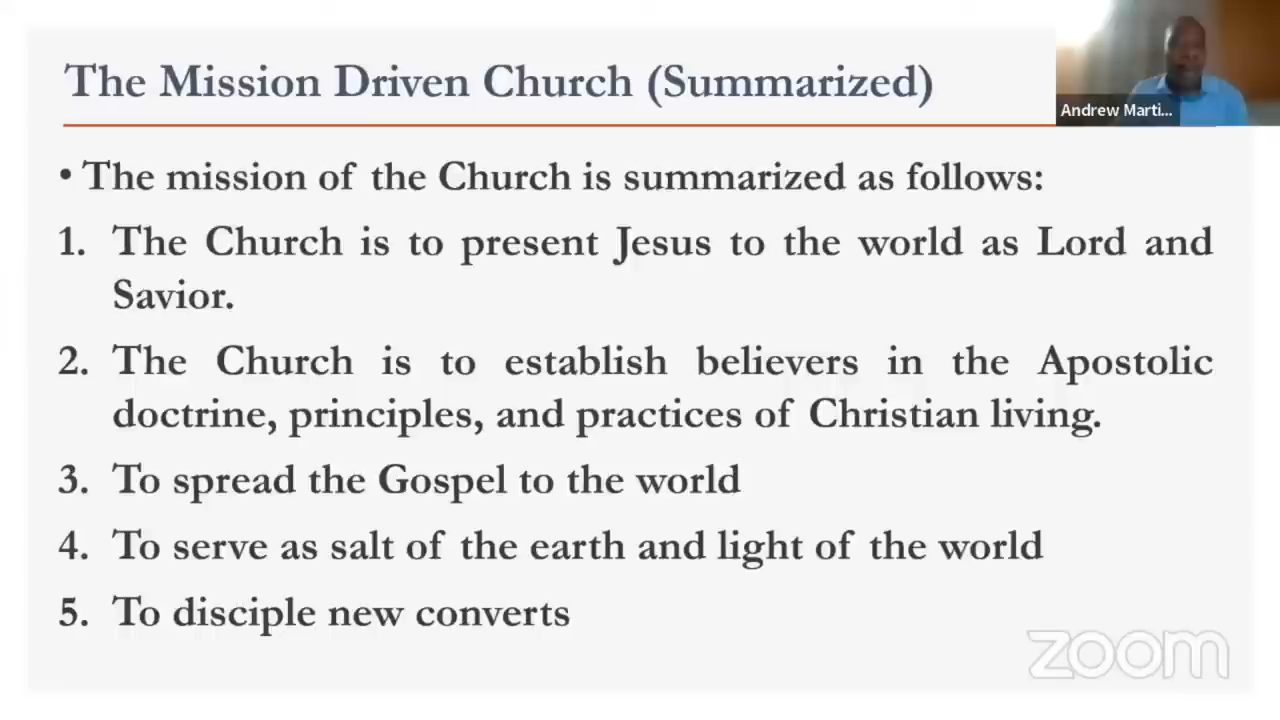 The Mission Driven Church (Summarized)
Andrew Marti...
• The mission of the Church is summarized as follows:
1. The Church is to present Jesus to the world as Lord and
Savior.
2. The Church is to establish believers in the Apostolic
doctrine, principles, and practices of Christian living.
3. To spread the Gospel to the world
4. To serve as salt of the earth and light of the world
5. To disciple new converts
zoom